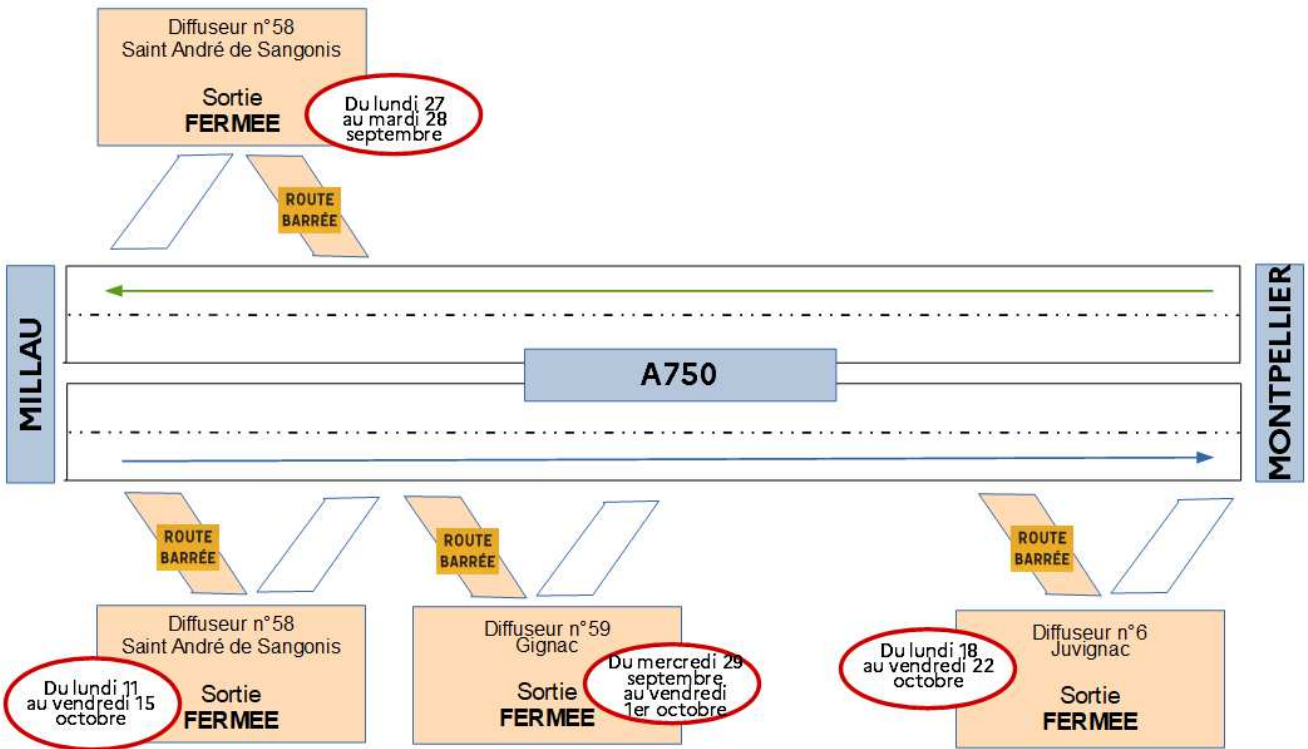 Diffuseur n°58
Saint André de Sangonis
Sortie
FERMEE
Du lundi 27
au mardi 28
septembre
ROUTE
BARRÉE
MILLAU
A750
MONTPELLIER
ROUTE
BARRÉE
ROUTE
BARRÉE
ROUTE
BARRÉE
Diffuseur n°58
Saint André de Sangonis
Sortie
FERMEE
Du lundi 11
au vendredi 15
octobre
Diffuseur n°59
Gignac
Sortie
FERMEE
Du mercredi 29
septembre
au vendredi
1er octobre
Du lundi 18
au vendredi 22
octobre
Diffuseur n°6
Juvignac
Sortie
FERMEE